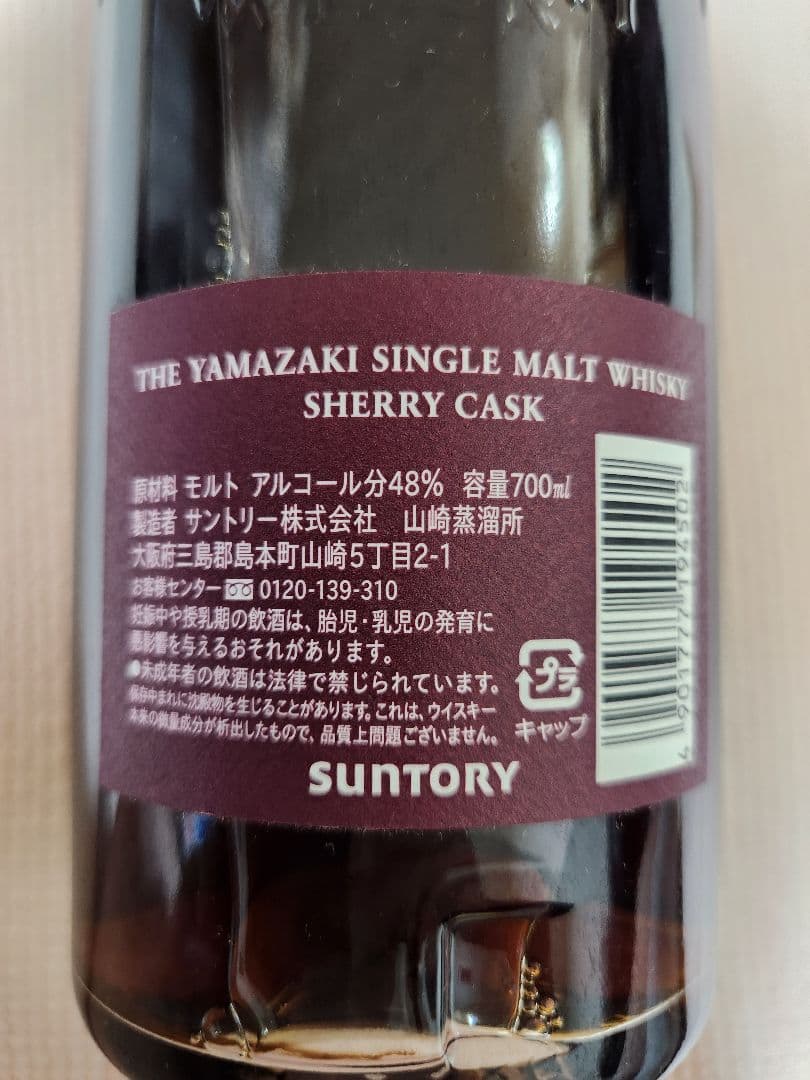 THE YAMAZAKI SINGLE MALT WHISKY
SHERRY CASK
原材料 モルト アルコール分48% 容量700ml
製造者 サントリー株式会社 山崎蒸溜所
大阪府三島郡島本町山崎5丁目2-1
お客様センター 0120-139-310
妊娠中や授乳期の飲酒は、胎児・乳児の発育に
悪影響を与えるおそれがあります。
●未成年者の飲酒は法律で禁じられています。
保存中まれに沈殿物を生じることがあります。これは、ウイスキー
本来の微量成分が析出したもので、品質上問題ございません。
プラ
キャップ
4 901777 194502
SUNTORY